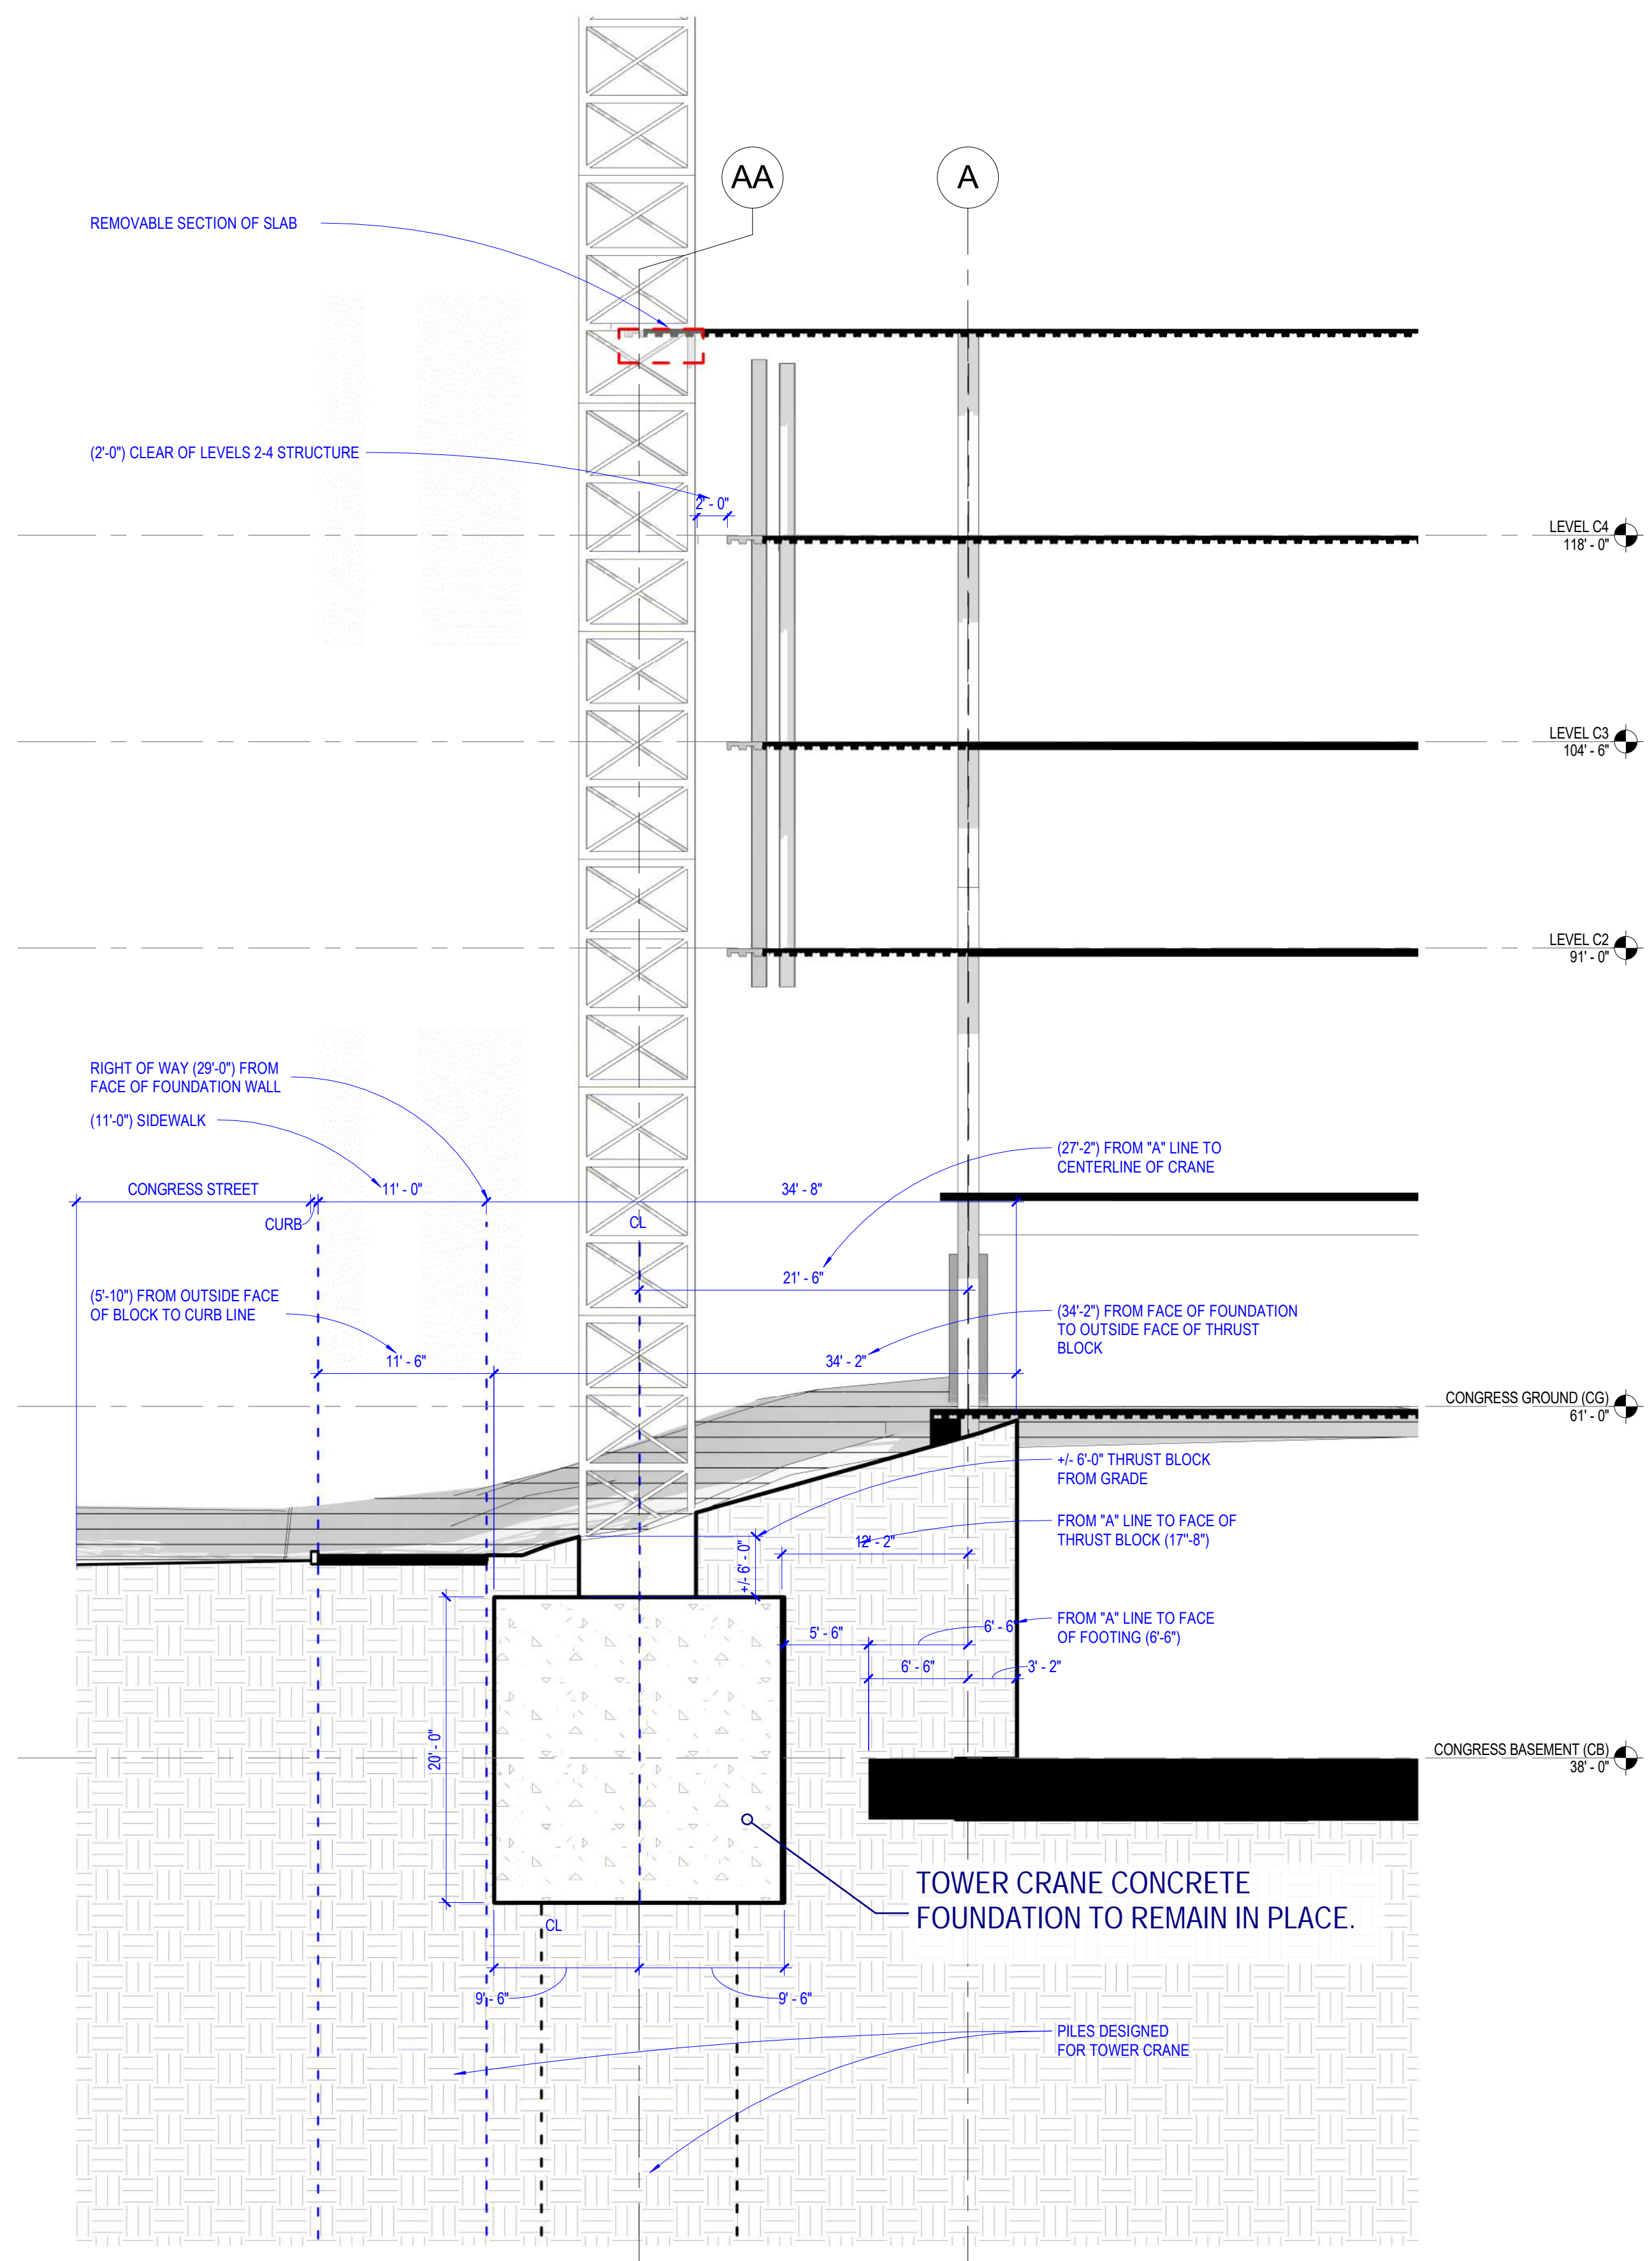 AA
A
REMOVABLE SECTION OF SLAB
(2'-0") CLEAR OF LEVELS 2-4 STRUCTURE
2' - 0"
LEVEL C4
118' - 0"
LEVEL C3
104' - 6"
LEVEL C2
91' - 0"
RIGHT OF WAY (29'-0") FROM
FACE OF FOUNDATION WALL
(11'-0") SIDEWALK
CONGRESS STREET
11' - 0"
34' - 8"
CURB
CL
(27'-2") FROM "A" LINE TO
CENTERLINE OF CRANE
21' - 6"
(5'-10") FROM OUTSIDE FACE
OF BLOCK TO CURB LINE
11' - 6"
34' - 2"
(34'-2") FROM FACE OF FOUNDATION
TO OUTSIDE FACE OF THRUST
BLOCK
CONGRESS GROUND (CG)
61' - 0"
+/- 6'-0" THRUST BLOCK
FROM GRADE
FROM "A" LINE TO FACE OF
THRUST BLOCK (17"-8")
12' - 2"
+/- 6' - 0"
FROM "A" LINE TO FACE
OF FOOTING (6'-6")
5' - 6"
6' - 6"
6' - 6"
3' - 2"
20' - 0"
CONGRESS BASEMENT (CB)
38' - 0"
TOWER CRANE CONCRETE
FOUNDATION TO REMAIN IN PLACE.
CL
9' - 6"
9' - 6"
PILES DESIGNED
FOR TOWER CRANE